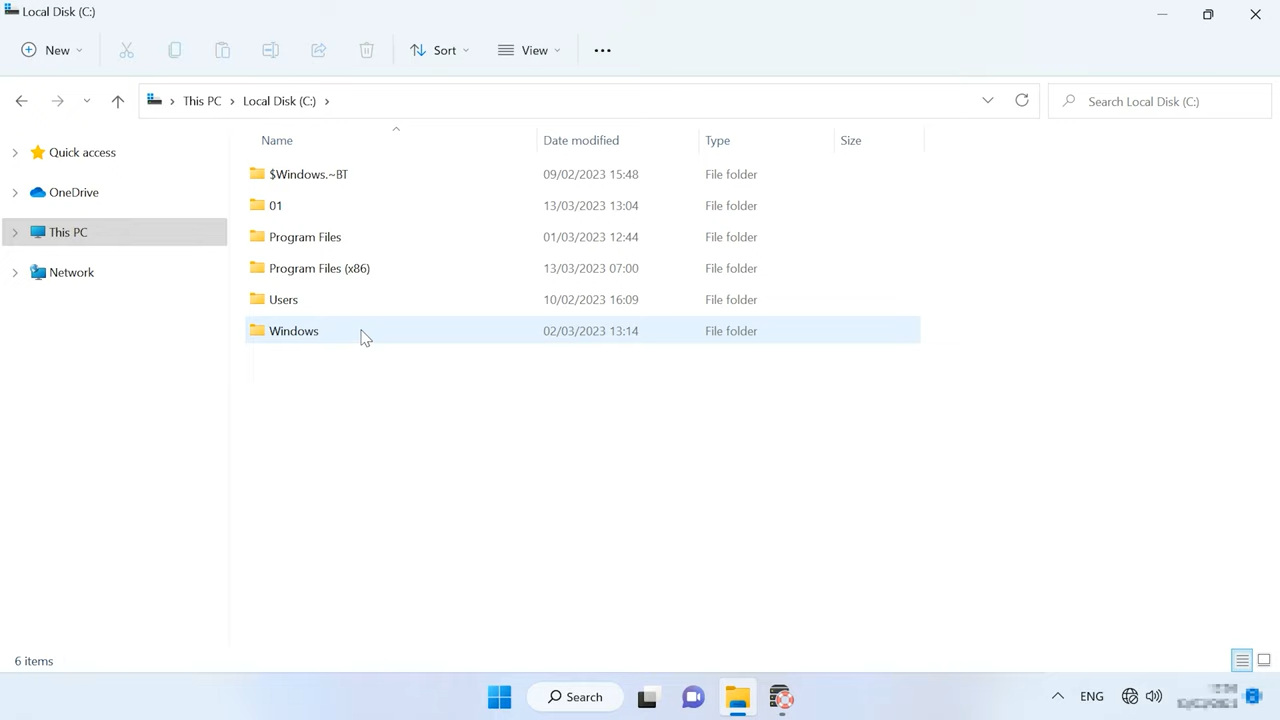 Local Disk (C:)
New
Sort
View
This PC
Local Disk (C:)
Search Local Disk (C:)
Quick access
OneDrive
This PC
Network
Name Date modified Type Size
$Windows.~BT 09/02/2023 15:48 File folder
01 13/03/2023 13:04 File folder
Program Files 01/03/2023 12:44 File folder
Program Files (x86) 13/03/2023 07:00 File folder
Users 10/02/2023 16:09 File folder
Windows 02/03/2023 13:14 File folder
6 items
Search
ENG